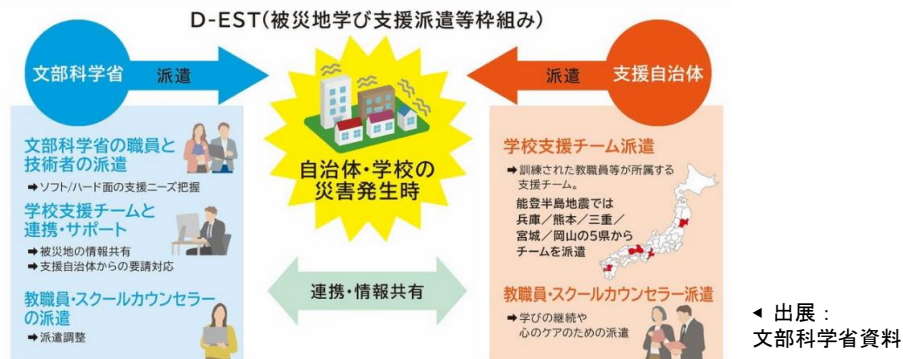 D-EST(被災地学び支援派遣等枠組み)
文部科学省
派遣
派遣
支援自治体
自治体・学校の
災害発生時
文部科学省の職員と
技術者の派遣
➡ソフト/ハード面の支援ニーズ把握
学校支援チームと
連携・サポート
➡被災地の情報共有
➡支援自治体からの要請対応
教職員・スクールカウンセラー
の派遣
➡派遣調整
連携・情報共有
学校支援チーム派遣
➡訓練された教職員等が所属する
支援チーム。
能登半島地震では
兵庫/熊本/三重/
宮城/岡山の5県から
チームを派遣
教職員・スクールカウンセラー派遣
➡学びの継続や
心のケアのための派遣
◀ 出展：
文部科学省資料